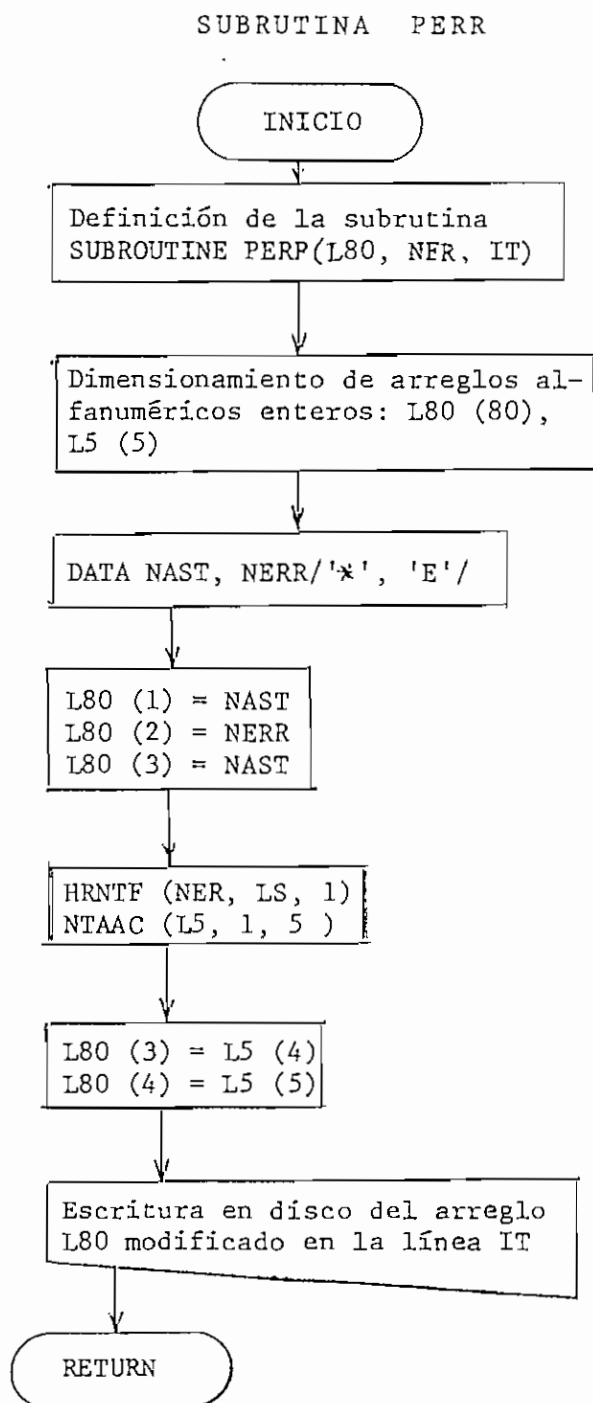 SUBRUTINA PERR
INICIO
Definición de la subrutina
SUBROUTINE PERP(L80, NFR, IT)
Dimensionamiento de arreglos al-
fanuméricos enteros: L80 (80),
L5 (5)
DATA NAST, NERR/'*', 'E'/
L80 (1) = NAST
L80 (2) = NERR
L80 (3) = NAST
HRNTF (NER, LS, 1)
NTAAC (L5, 1, 5 )
L80 (3) = L5 (4)
L80 (4) = L5 (5)
Escritura en disco del arreglo
L80 modificado en la línea IT
RETURN